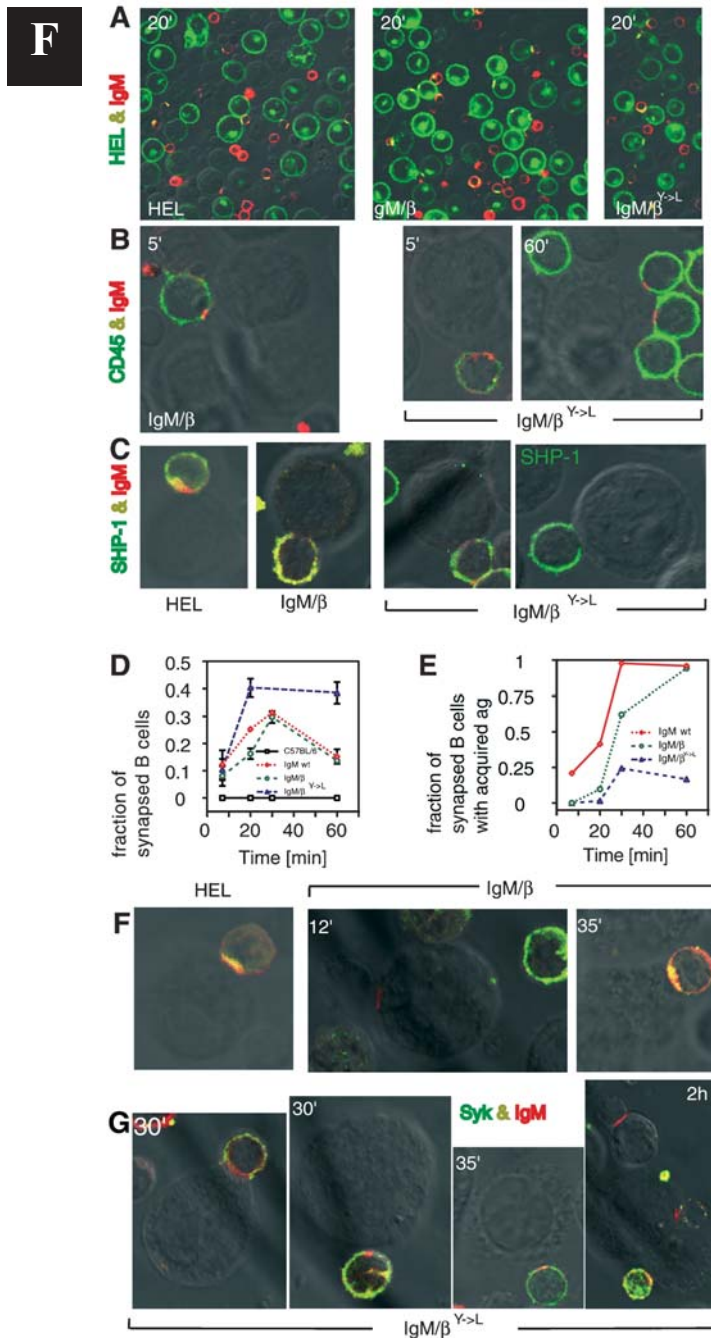 F
A
20'
20'
20'
HEL & IgM
HEL
gM/β
IgM/β Y->L
B
5'
5'
60'
CD45 & IgM
IgM/β
IgM/β Y->L
C
SHP-1
SHP-1 & IgM
HEL
IgM/β
IgM/β Y->L
D
fraction of
synapsed B cells
0.5
0.4
0.3
0.2
0.1
0
C57BL/6
IgM wt
IgM/β
IgM/β Y->L
0
20
40
60
Time [min]
E
fraction of
synapsed B cells
with acquired ag
1
0.75
0.5
0.25
0
IgM wt
IgM/β
IgM/β Y->L
0
20
40
60
Time [min]
HEL
IgM/β
F
12'
35'
G
30'
30'
Syk & IgM
35'
2h
IgM/β Y->L